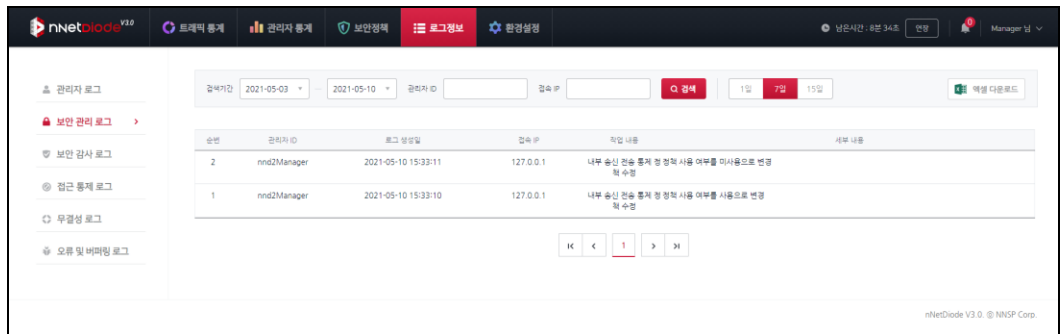 nNetDiode V3.0
트래픽 통계
관리자 통계
보안정책
로그정보
환경설정
남은시간 : 8분 34초
연장
0
Manager 님
관리자 로그
보안 관리 로그
보안 감사 로그
접근 통제 로그
무결성 로그
오류 및 버퍼링 로그
검색기간 2021-05-03 ~ 2021-05-10 관리자 ID 접속 IP 검색 1일 7일 15일 엑셀 다운로드
순번 관리자 ID 로그 생성일 접속 IP 작업 내용 세부 내용
2 nnd2Manager 2021-05-10 15:33:11 127.0.0.1 내부 송신 전송 통제 정 정책 사용 여부를 미사용으로 변경
책 수정
1 nnd2Manager 2021-05-10 15:33:10 127.0.0.1 내부 송신 전송 통제 정 정책 사용 여부를 사용으로 변경
책 수정
1
nNetDiode V3.0. ⓒ NNSP Corp.